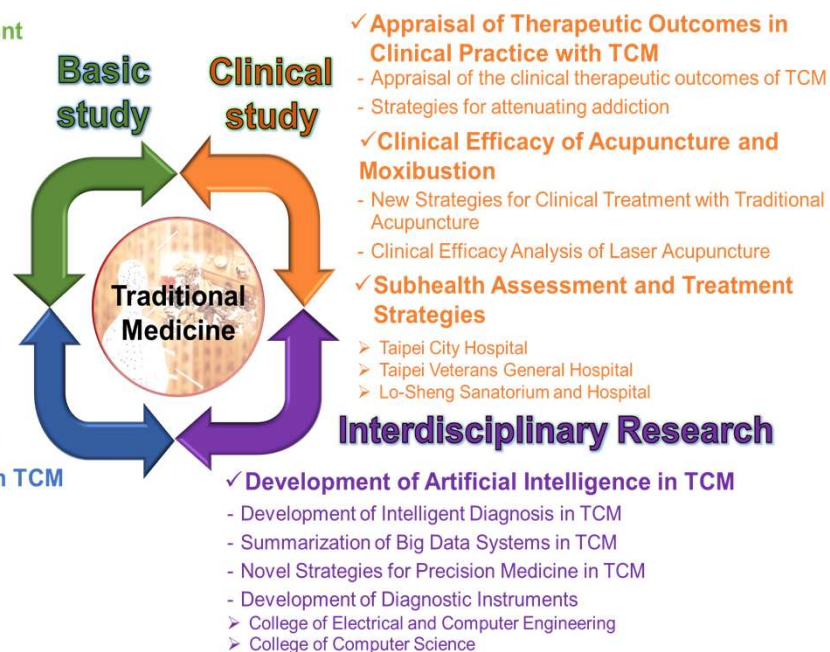 Basic
study
Clinical
study
Traditional
Medicine
✓Appraisal of Therapeutic Outcomes in
Clinical Practice with TCM
- Appraisal of the clinical therapeutic outcomes of TCM
- Strategies for attenuating addiction
✓Clinical Efficacy of Acupuncture and
Moxibustion
- New Strategies for Clinical Treatment with Traditional
Acupuncture
- Clinical Efficacy Analysis of Laser Acupuncture
✓Subhealth Assessment and Treatment
Strategies
➢ Taipei City Hospital
➢ Taipei Veterans General Hospital
➢ Lo-Sheng Sanatorium and Hospital
Interdisciplinary Research
TCM
✓Development of Artificial Intelligence in TCM
- Development of Intelligent Diagnosis in TCM
- Summarization of Big Data Systems in TCM
- Novel Strategies for Precision Medicine in TCM
- Development of Diagnostic Instruments
➢ College of Electrical and Computer Engineering
➢ College of Computer Science